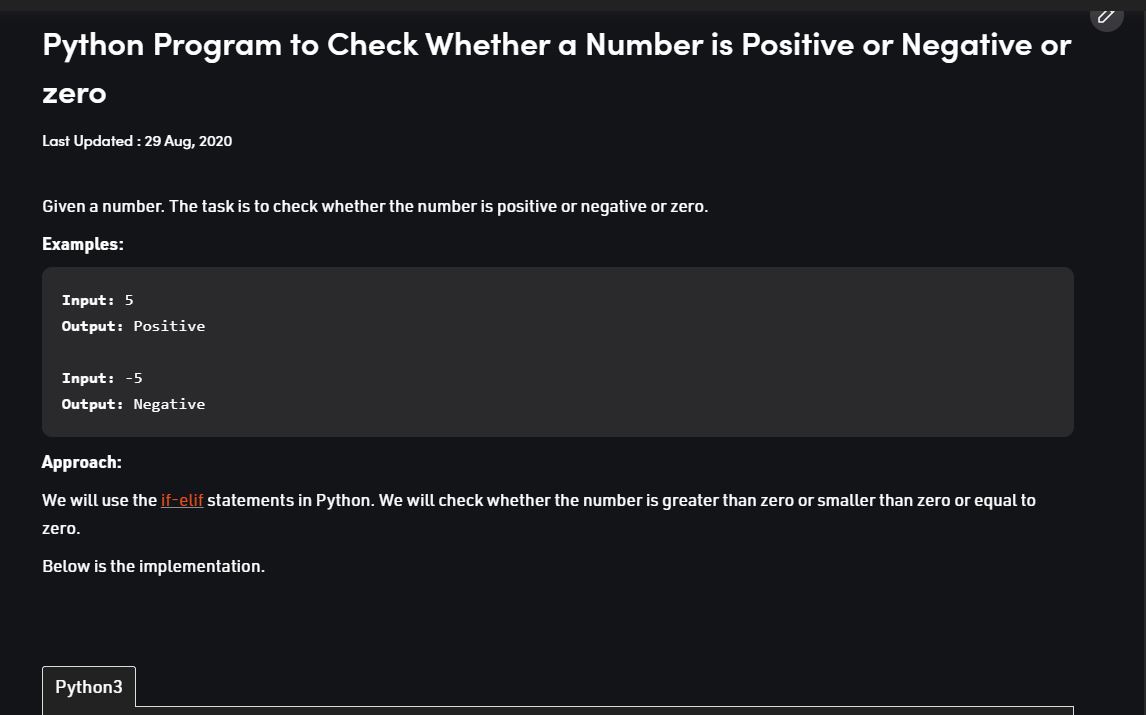 Python Program to Check Whether a Number is Positive or Negative or
zero
Last Updated : 29 Aug, 2020
Given a number. The task is to check whether the number is positive or negative or zero.
Examples:
Input: 5
Output: Positive
Input: -5
Output: Negative
Approach:
We will use the if-elif statements in Python. We will check whether the number is greater than zero or smaller than zero or equal to
zero.
Below is the implementation.
Python3